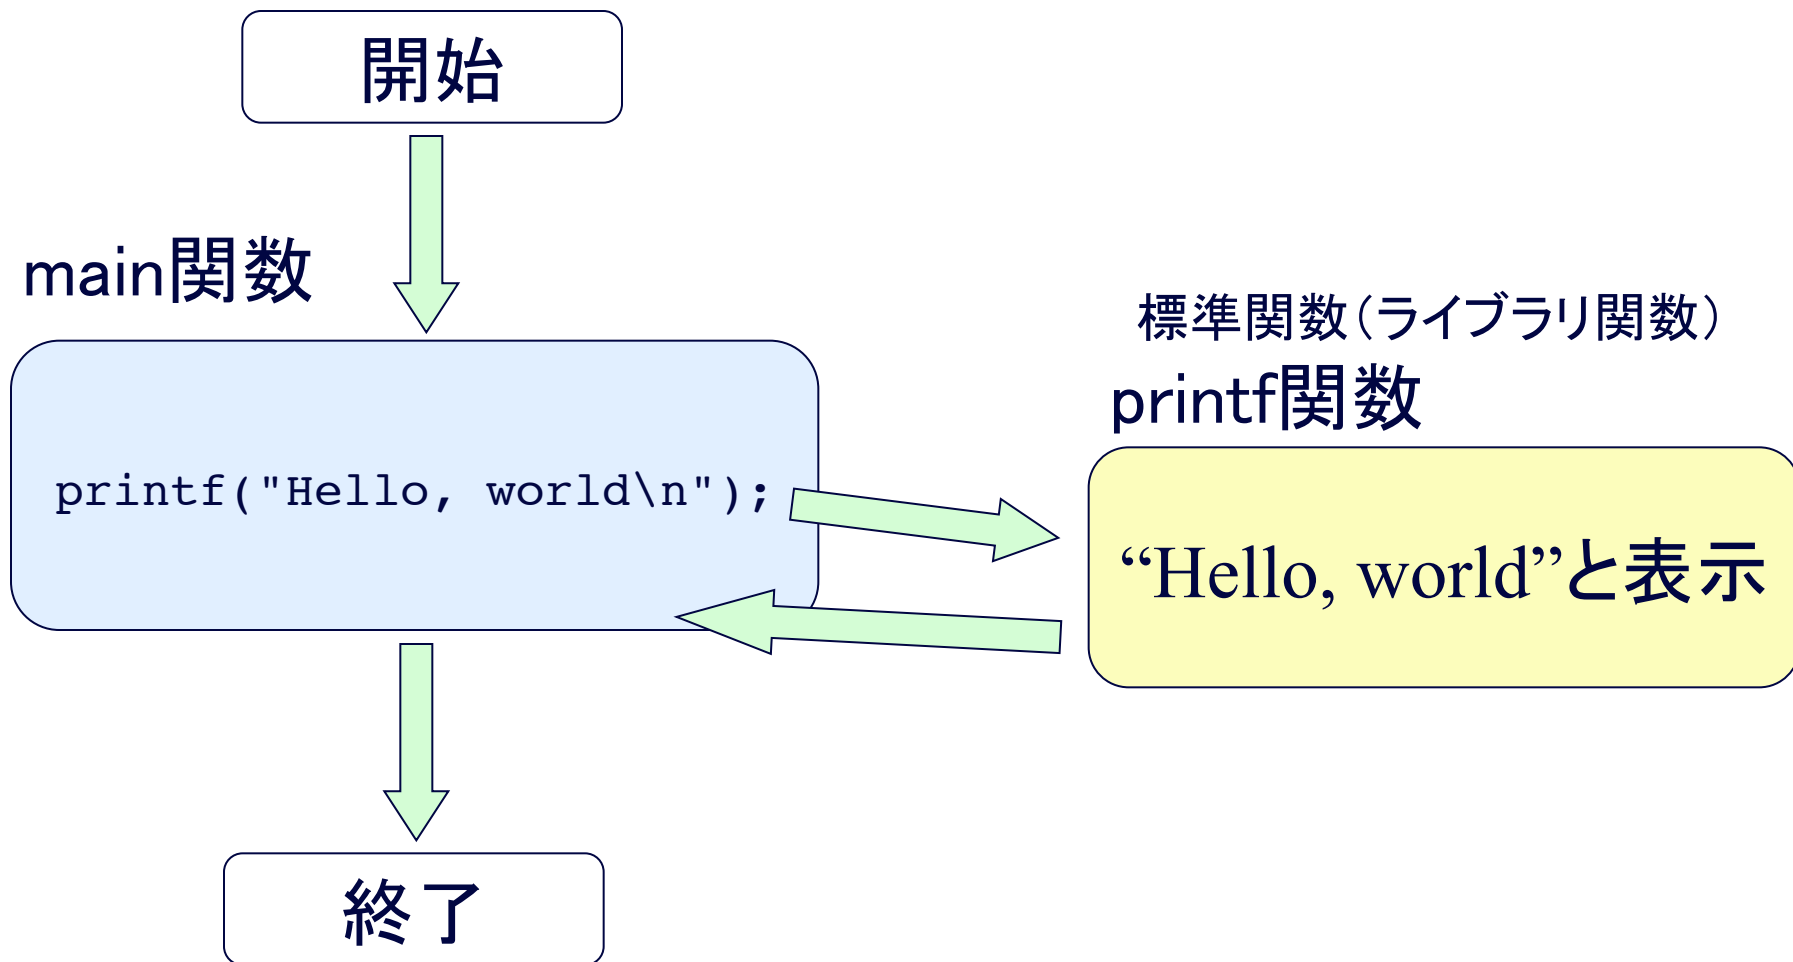 開始
main関数
printf("Hello, world\n");
標準関数（ライブラリ関数）
printf関数
“Hello, world”と表示
終了